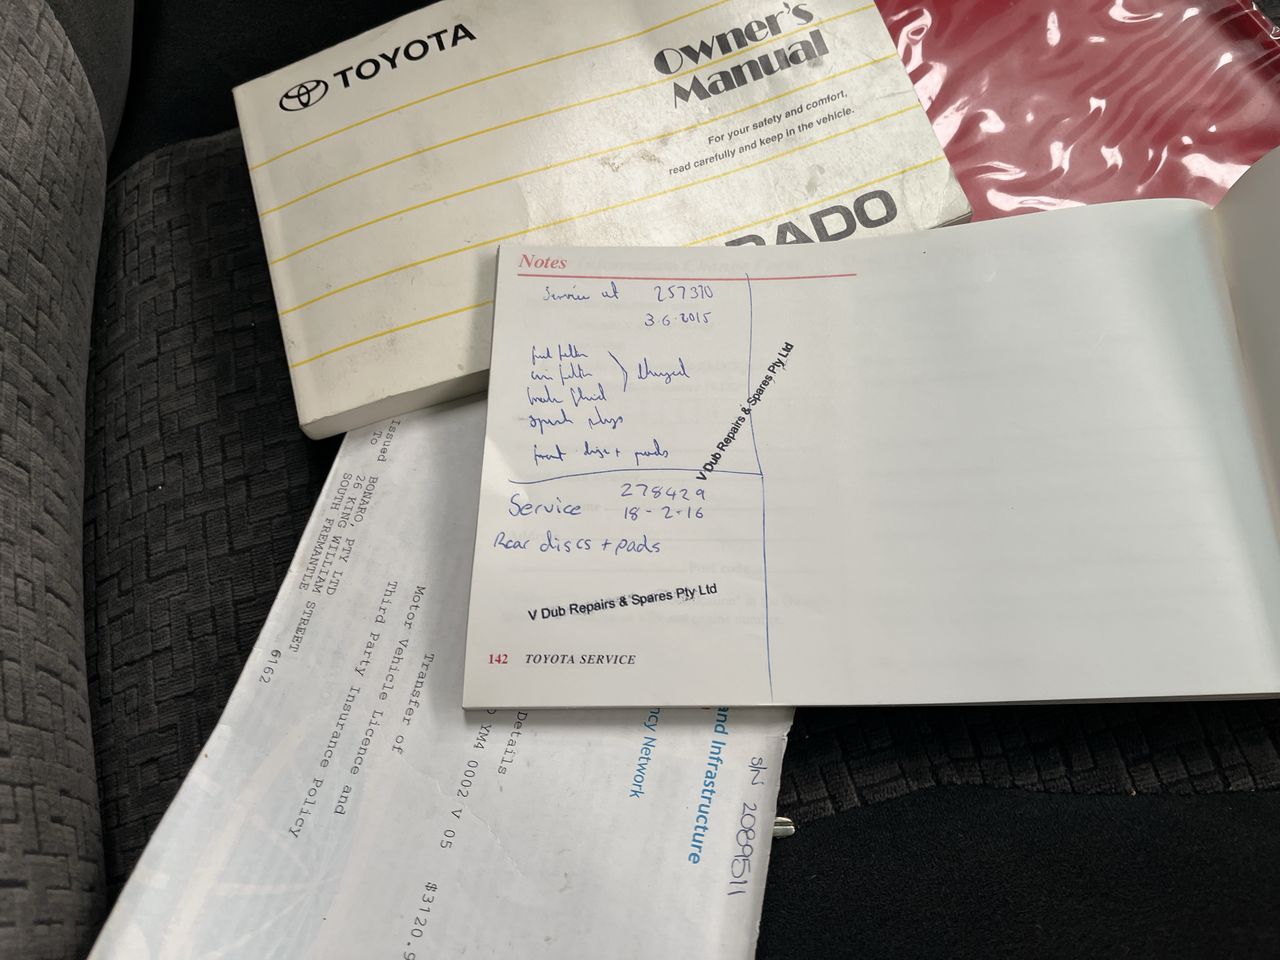 TOYOTA
Owner's
Manual
For your safety and comfort,
read carefully and keep in the vehicle.
RADO
Notes
Service at 257370
3.6.2015
fuel filter
air filter
brake fluid
changed
spark plugs
front discs + pads
V Dub Repairs & Spares Pty Ltd
Service 278429
18-2-16
Rear discs + pads
V Dub Repairs & Spares Pty Ltd
142 TOYOTA SERVICE
Issued
To
BONARO, PTY LTD
26 KING WILLIAM
SOUTH FREMANTLE STREET
6162
Transfer of
Motor Vehicle Licence and
Third Party Insurance Policy
Details
YM4 0002 V 05 $3120.9
and Infrastructure
ncy Network
S/N 2089511